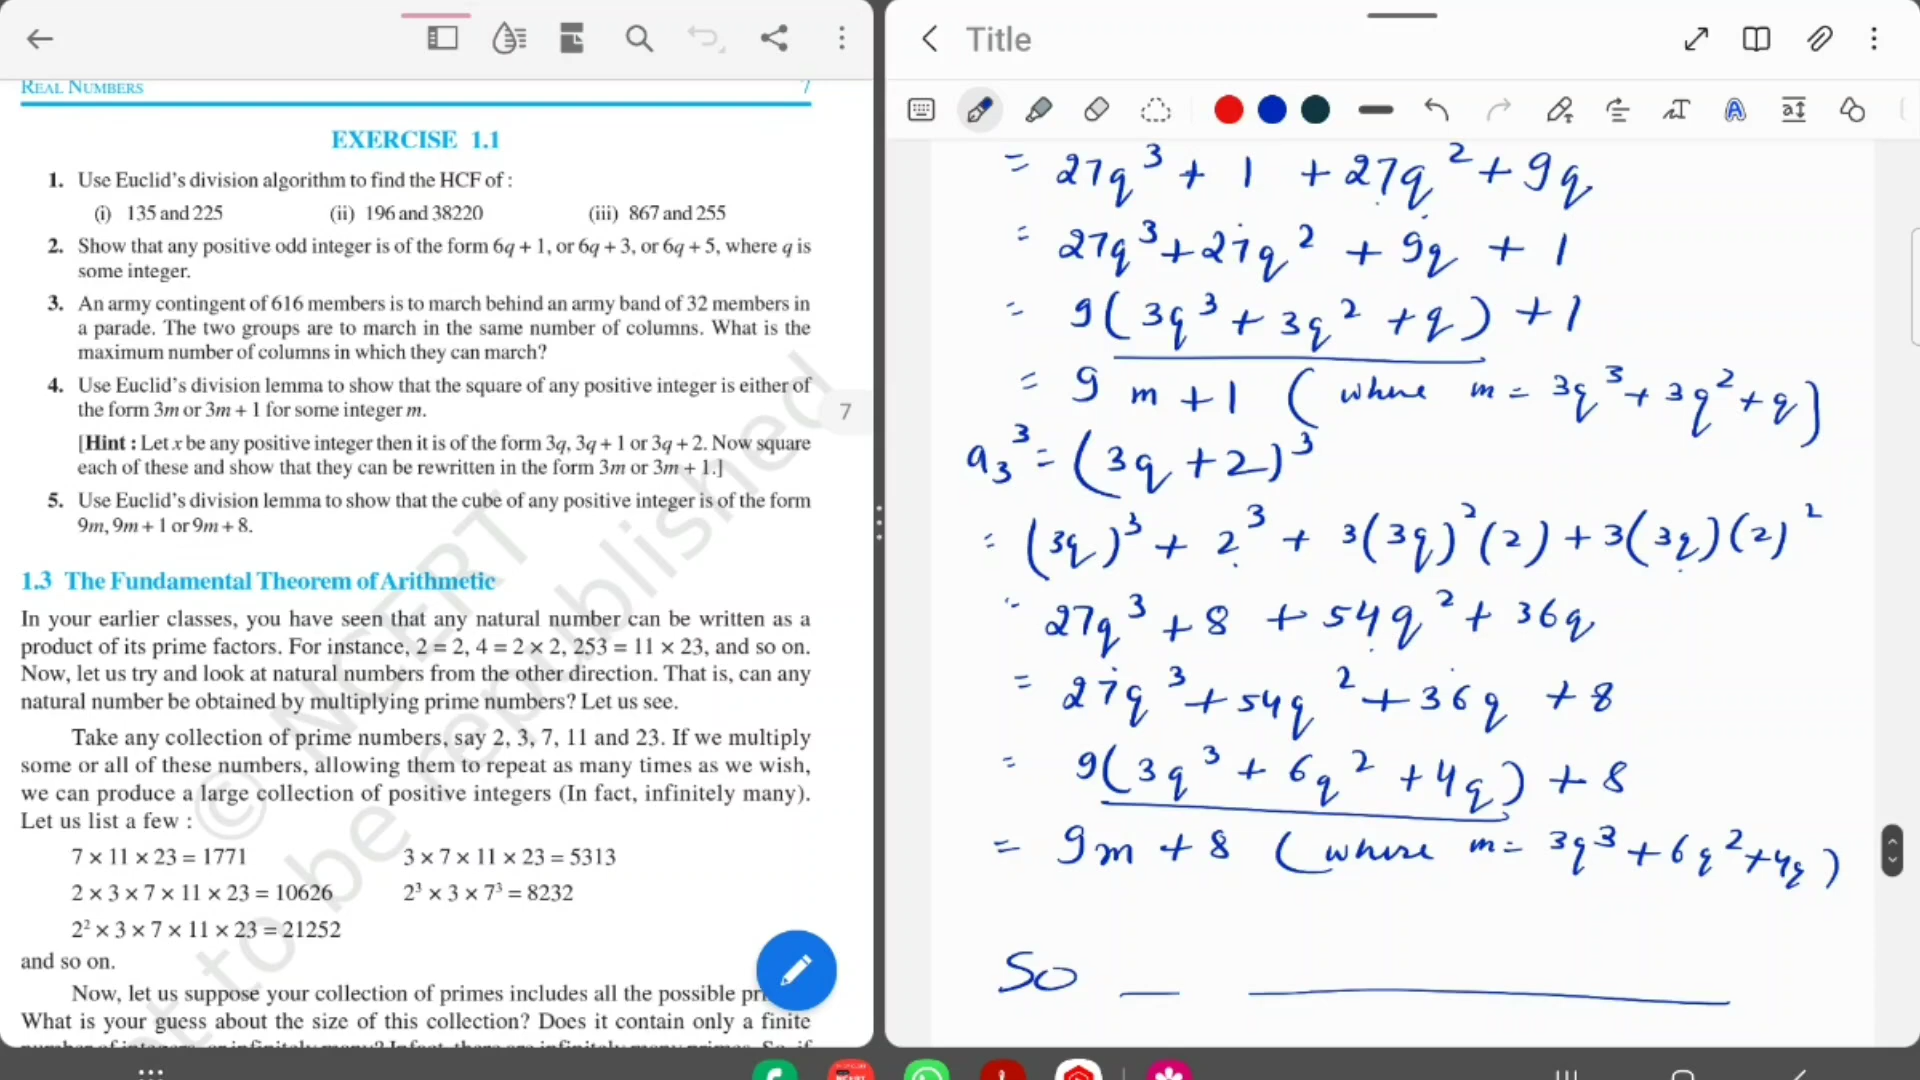 REAL NUMBERS 7
EXERCISE 1.1
1. Use Euclid's division algorithm to find the HCF of :
(i) 135 and 225 (ii) 196 and 38220 (iii) 867 and 255
2. Show that any positive odd integer is of the form 6q + 1, or 6q + 3, or 6q + 5, where q is
some integer.
3. An army contingent of 616 members is to march behind an army band of 32 members in
a parade. The two groups are to march in the same number of columns. What is the
maximum number of columns in which they can march?
4. Use Euclid's division lemma to show that the square of any positive integer is either of
the form 3m or 3m + 1 for some integer m.
[Hint : Let x be any positive integer then it is of the form 3q, 3q + 1 or 3q + 2. Now square
each of these and show that they can be rewritten in the form 3m or 3m + 1.]
5. Use Euclid's division lemma to show that the cube of any positive integer is of the form
9m, 9m + 1 or 9m + 8.
1.3 The Fundamental Theorem of Arithmetic
In your earlier classes, you have seen that any natural number can be written as a
product of its prime factors. For instance, 2 = 2, 4 = 2 × 2, 253 = 11 × 23, and so on.
Now, let us try and look at natural numbers from the other direction. That is, can any
natural number be obtained by multiplying prime numbers? Let us see.
Take any collection of prime numbers, say 2, 3, 7, 11 and 23. If we multiply
some or all of these numbers, allowing them to repeat as many times as we wish,
we can produce a large collection of positive integers (In fact, infinitely many).
Let us list a few :
7 × 11 × 23 = 1771 3 × 7 × 11 × 23 = 5313
2 × 3 × 7 × 11 × 23 = 10626 2³ × 3 × 7³ = 8232
2² × 3 × 7 × 11 × 23 = 21252
and so on.
Now, let us suppose your collection of primes includes all the possible
What is your guess about the size of this collection? Does it contain only a finite
© NCERT
not to be republished
7
Title
= 27q³ + 1 + 27q² + 9q
= 27q³ + 27q² + 9q + 1
= 9(3q³ + 3q² + q) + 1
= 9m + 1 (where m = 3q³ + 3q² + q)
a₃³ = (3q + 2)³
= (3q)³ + 2³ + 3(3q)²(2) + 3(3q)(2)²
= 27q³ + 8 + 54q² + 36q
= 27q³ + 54q² + 36q + 8
= 9(3q³ + 6q² + 4q) + 8
= 9m + 8 (where m = 3q³ + 6q² + 4q)
So